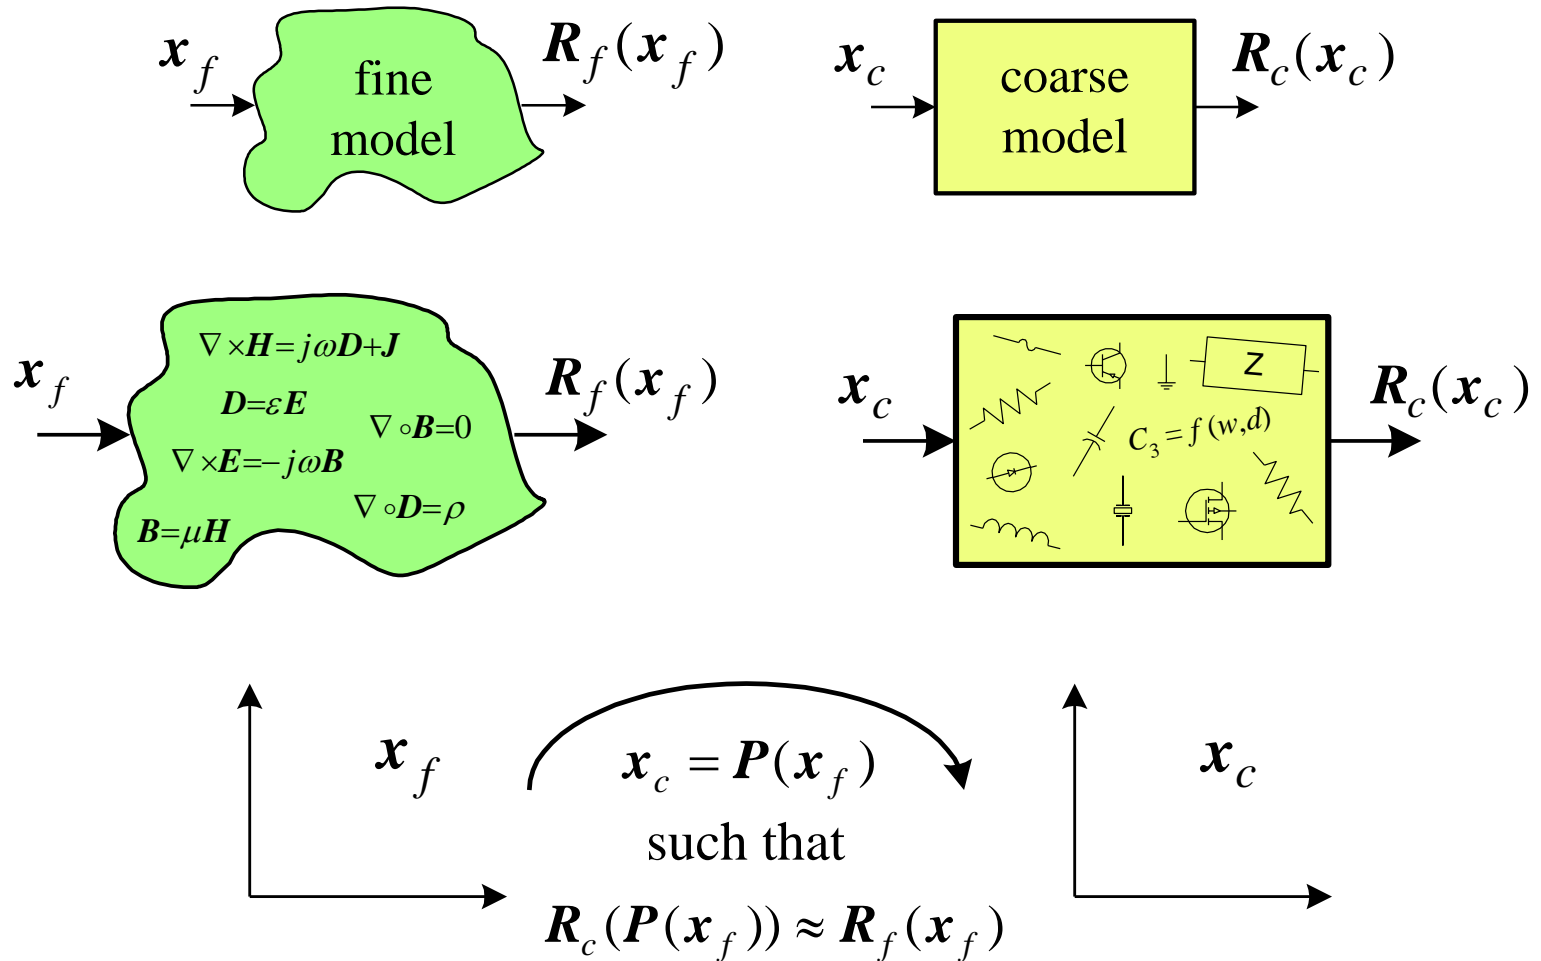 x_f
fine
model
R_f(x_f)
x_c
coarse
model
R_c(x_c)
x_f
∇×H=jωD+J
D=εE
∇∘B=0
∇×E=−jωB
∇∘D=ρ
B=μH
R_f(x_f)
x_c
Z
C_3=f(w,d)
R_c(x_c)
x_f
x_c = P(x_f)
such that
R_c(P(x_f)) ≈ R_f(x_f)
x_c